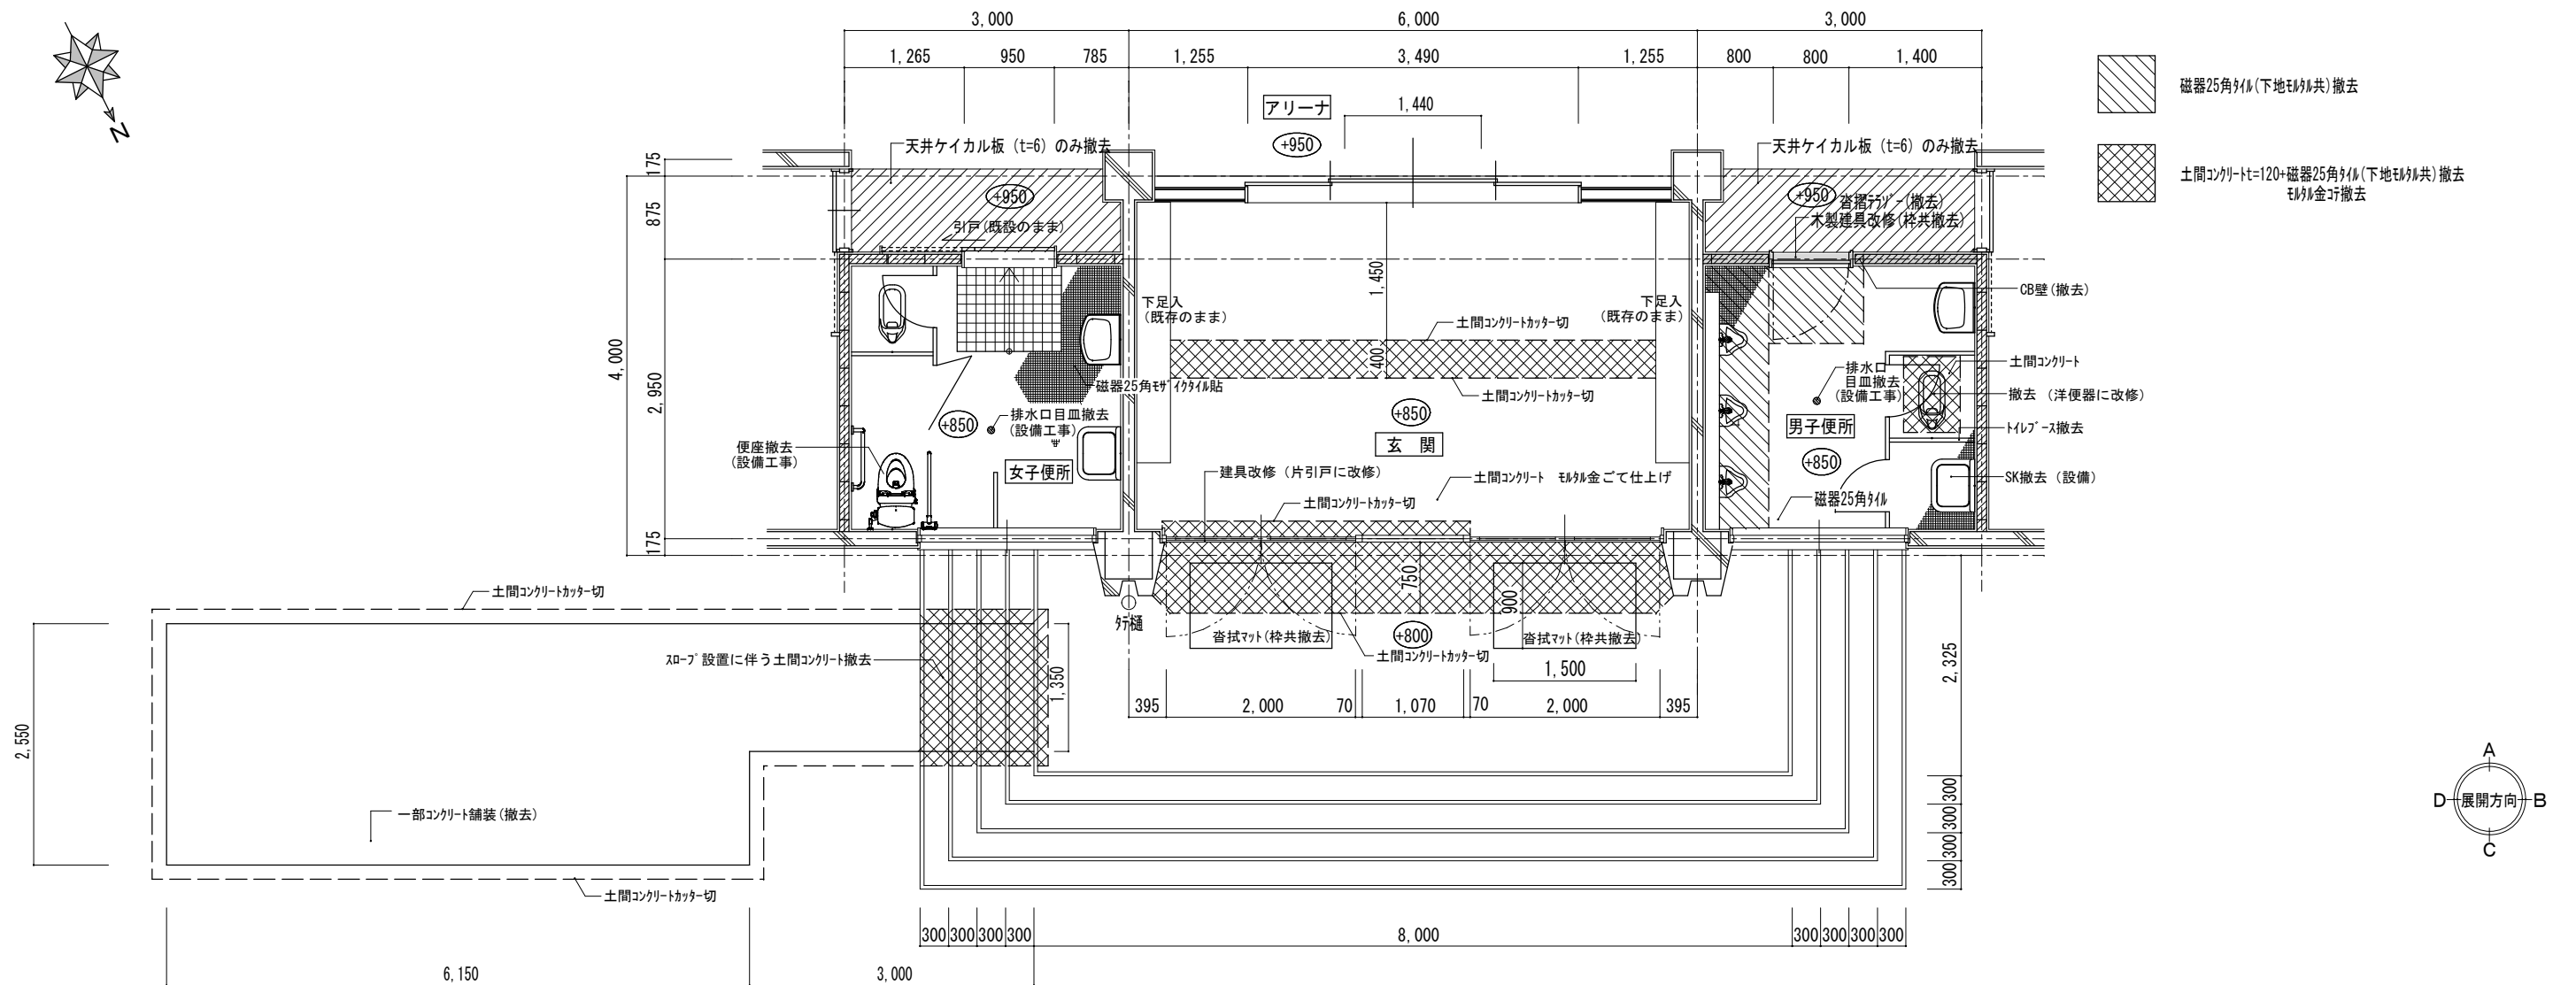 3,000
6,000
3,000
1,265
950
785
1,255
3,490
1,255
800
800
1,400
N
アリーナ
1,440
+950
磁器25角ﾀｲﾙ(下地ﾓﾙﾀﾙ共)撤去
土間ｺﾝｸﾘｰﾄt=120+磁器25角ﾀｲﾙ(下地ﾓﾙﾀﾙ共)撤去
ﾓﾙﾀﾙ金ｺﾃ撤去
天井ケイカル板（t=6）のみ撤去
天井ケイカル板（t=6）のみ撤去
175
875
4,000
2,950
175
+950
引戸(既設のまま)
+950
沓摺ﾃﾗｿﾞｰ(撤去)
木製建具改修(枠共撤去)
CB壁(撤去)
1,450
下足入
（既存のまま）
下足入
（既存のまま）
土間ｺﾝｸﾘｰﾄｶｯﾀｰ切
400
土間ｺﾝｸﾘｰﾄｶｯﾀｰ切
磁器25角ﾓｻﾞｲｸﾀｲﾙ貼
排水口
目皿撤去
(設備工事)
土間ｺﾝｸﾘｰﾄ
撤去 （洋便器に改修）
ﾄｲﾚﾌﾞｰｽ撤去
+850
排水口目皿撤去
(設備工事)
+850
玄 関
男子便所
+850
便座撤去
(設備工事)
女子便所
建具改修（片引戸に改修）
土間ｺﾝｸﾘｰﾄ ﾓﾙﾀﾙ金ごて仕上げ
SK撤去（設備）
土間ｺﾝｸﾘｰﾄｶｯﾀｰ切
磁器25角ﾀｲﾙ
750
900
ﾀﾃ樋
沓拭マット(枠共撤去)
+800
沓拭マット(枠共撤去)
土間ｺﾝｸﾘｰﾄｶｯﾀｰ切
土間ｺﾝｸﾘｰﾄｶｯﾀｰ切
ｽﾛｰﾌﾟ設置に伴う土間ｺﾝｸﾘｰﾄ撤去
1,350
1,500
395
2,000
70
1,070
70
2,000
395
2,325
300
300
300
300
2,550
一部ｺﾝｸﾘｰﾄ舗装(撤去)
土間ｺﾝｸﾘｰﾄｶｯﾀｰ切
A
D
展開方向
B
C
300
300
300
300
8,000
300
300
300
300
6,150
3,000